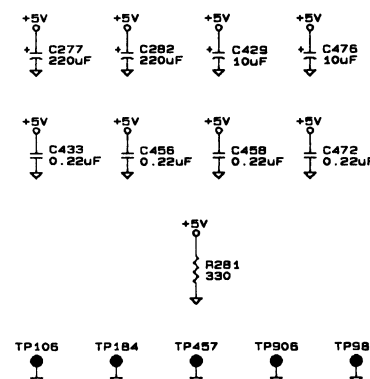 +5V +5V +5V +5V
+ C277 + C282 + C429 + C476
220uF 220uF 10uF 10uF
+5V +5V +5V +5V
C433 C456 C458 C472
0.22uF 0.22uF 0.22uF 0.22uF
+5V
R281
330
TP106 TP184 TP457 TP906 TP98